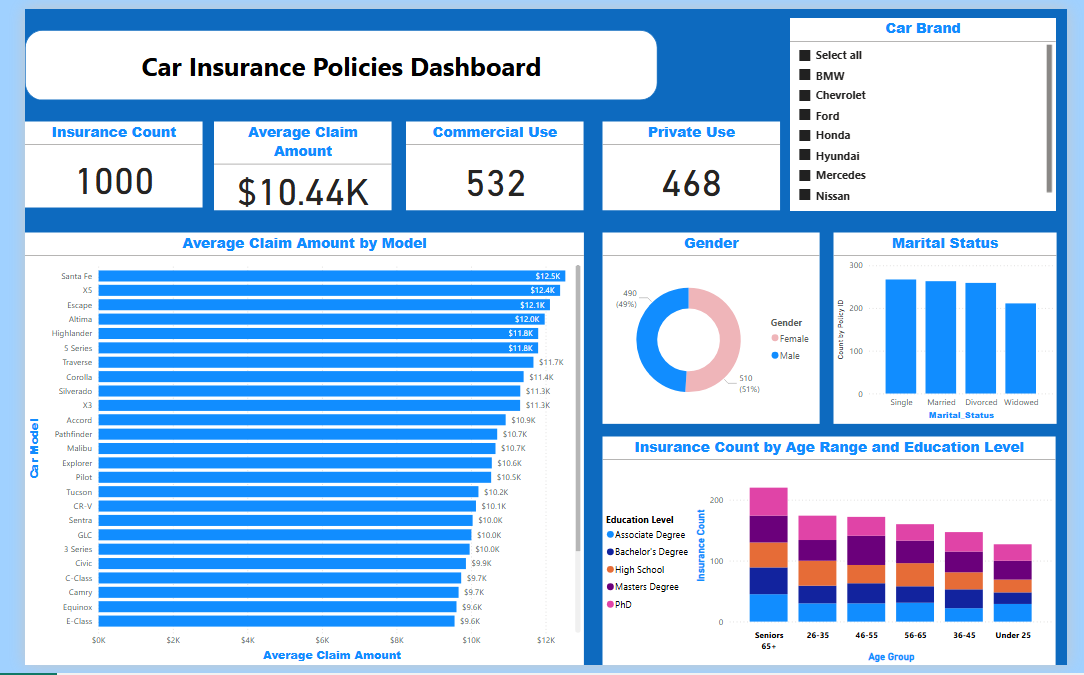 Car Insurance Policies Dashboard
Car Brand
Select all
BMW
Chevrolet
Ford
Honda
Hyundai
Mercedes
Nissan
Insurance Count
1000
Average Claim
Amount
$10.44K
Commercial Use
532
Private Use
468
Average Claim Amount by Model
Car Model
Santa Fe $12.5K
X5 $12.4K
Escape $12.1K
Altima $12.0K
Highlander $11.8K
5 Series $11.8K
Traverse $11.7K
Corolla $11.4K
Silverado $11.3K
X3 $11.3K
Accord $10.9K
Pathfinder $10.7K
Malibu $10.7K
Explorer $10.6K
Pilot $10.5K
Tucson $10.2K
CR-V $10.1K
Sentra $10.0K
GLC $10.0K
3 Series $10.0K
Civic $9.9K
C-Class $9.7K
Camry $9.7K
Equinox $9.6K
E-Class $9.6K
$0K $2K $4K $6K $8K $10K $12K
Average Claim Amount
Gender
490
(49%)
510
(51%)
Gender
Female
Male
Marital Status
Count by Policy ID
300
200
100
0
Single Married Divorced Widowed
Marital_Status
Insurance Count by Age Range and Education Level
Education Level
Associate Degree
Bachelor's Degree
High School
Masters Degree
PhD
Insurance Count
200
100
0
Seniors
65+
26-35 46-55 56-65 36-45 Under 25
Age Group